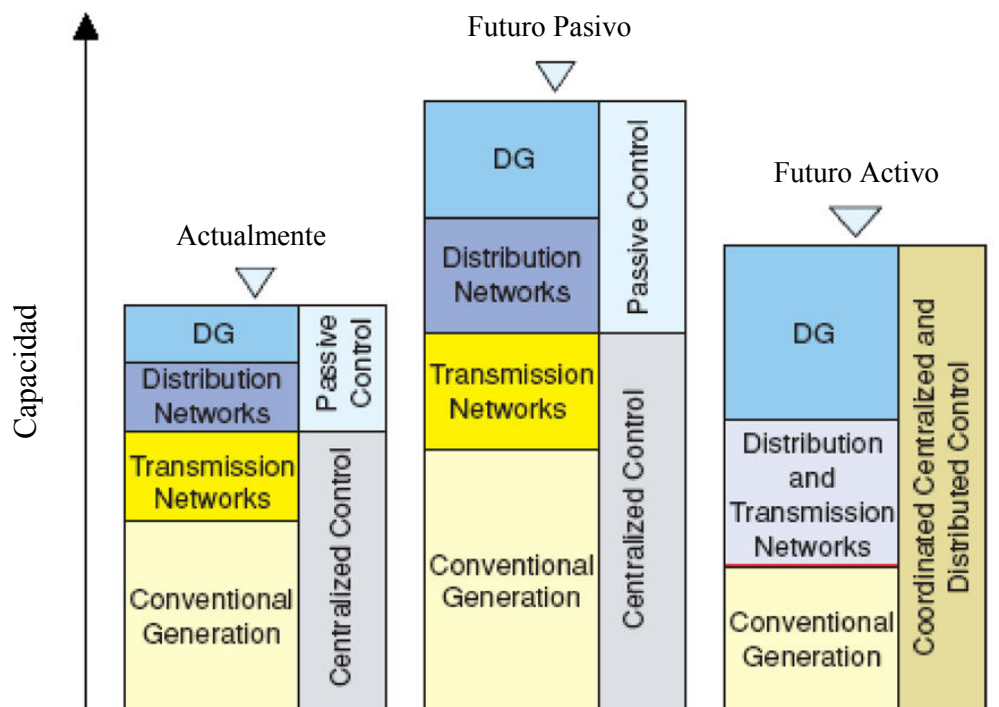 Capacidad
Actualmente
DG
Distribution
Networks
Transmission
Networks
Conventional
Generation
Passive
Control
Centralized Control
Futuro Pasivo
DG
Distribution
Networks
Transmission
Networks
Conventional
Generation
Passive Control
Centralized Control
Futuro Activo
DG
Distribution
and
Transmission
Networks
Conventional
Generation
Coordinated Centralized and
Distributed Control